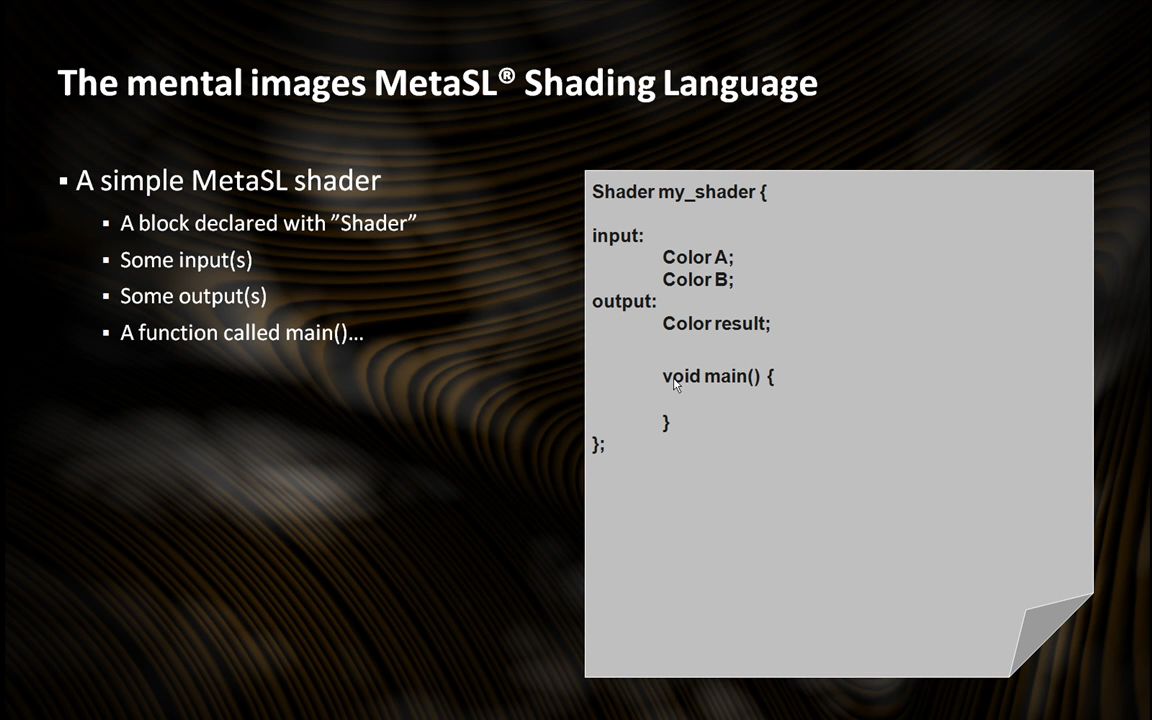 The mental images MetaSL® Shading Language
▪ A simple MetaSL shader
▪ A block declared with ”Shader”
▪ Some input(s)
▪ Some output(s)
▪ A function called main()...
Shader my_shader {
input:
Color A;
Color B;
output:
Color result;
void main() {
}
};